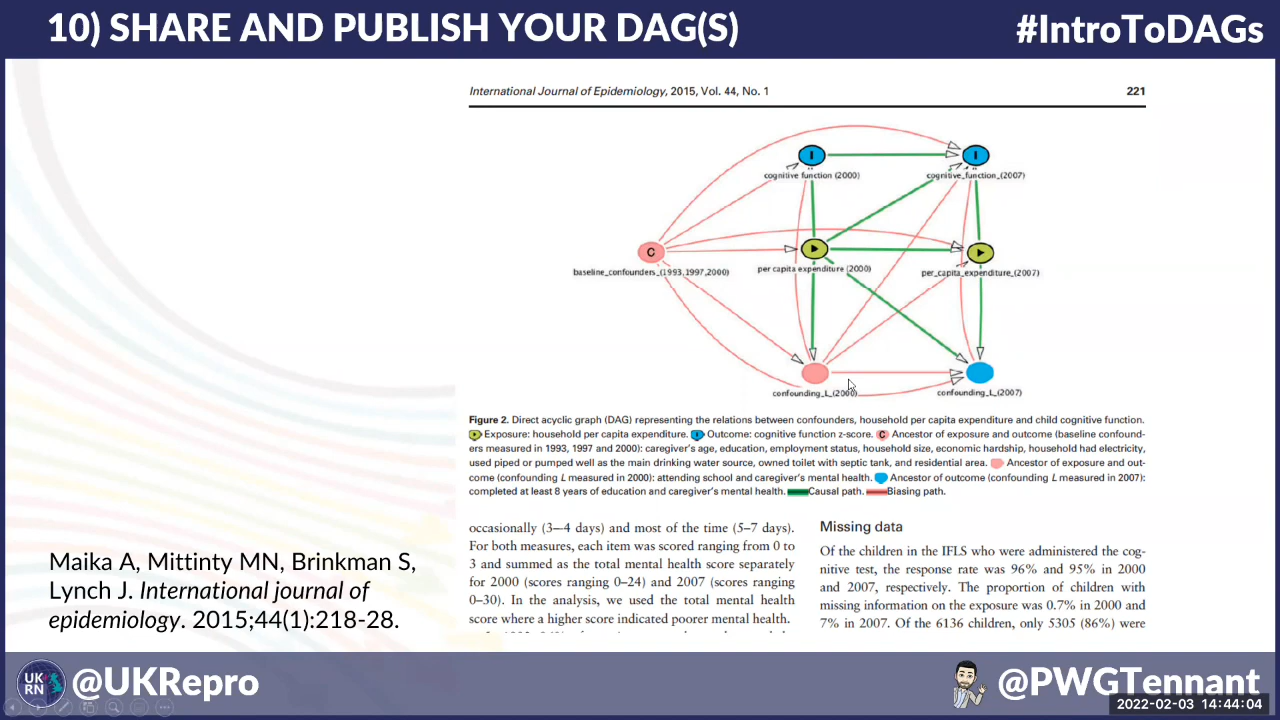 10) SHARE AND PUBLISH YOUR DAG(S)
#IntroToDAGs
International Journal of Epidemiology, 2015, Vol. 44, No. 1
221
I
I
cognitive function (2000)
cognitive_function_(2007)
C
baseline_confounders_(1993,1997,2000)
per capita expenditure (2000)
per_capita_expenditure_(2007)
confounding_L_(2000)
confounding_L_(2007)
Figure 2. Direct acyclic graph (DAG) representing the relations between confounders, household per capita expenditure and child cognitive function.
Exposure: household per capita expenditure. I Outcome: cognitive function z-score. C Ancestor of exposure and outcome (baseline confound-
ers measured in 1993, 1997 and 2000): caregiver's age, education, employment status, household size, economic hardship, household had electricity,
used piped or pumped well as the main drinking water source, owned toilet with septic tank, and residential area. Ancestor of exposure and out-
come (confounding L measured in 2000): attending school and caregiver's mental health. Ancestor of outcome (confounding L measured in 2007):
completed at least 8 years of education and caregiver's mental health. Causal path. Biasing path.
occasionally (3–4 days) and most of the time (5–7 days).
For both measures, each item was scored ranging from 0 to
3 and summed as the total mental health score separately
for 2000 (scores ranging 0–24) and 2007 (scores ranging
0–30). In the analysis, we used the total mental health
score where a higher score indicated poorer mental health.
Missing data
Of the children in the IFLS who were administered the cog-
nitive test, the response rate was 96% and 95% in 2000
and 2007, respectively. The proportion of children with
missing information on the exposure was 0.7% in 2000 and
7% in 2007. Of the 6136 children, only 5305 (86%) were
Maika A, Mittinty MN, Brinkman S,
Lynch J. International journal of
epidemiology. 2015;44(1):218-28.
UK
RN
@UKRepro
@PWGTennant
2022-02-03 14:44:04